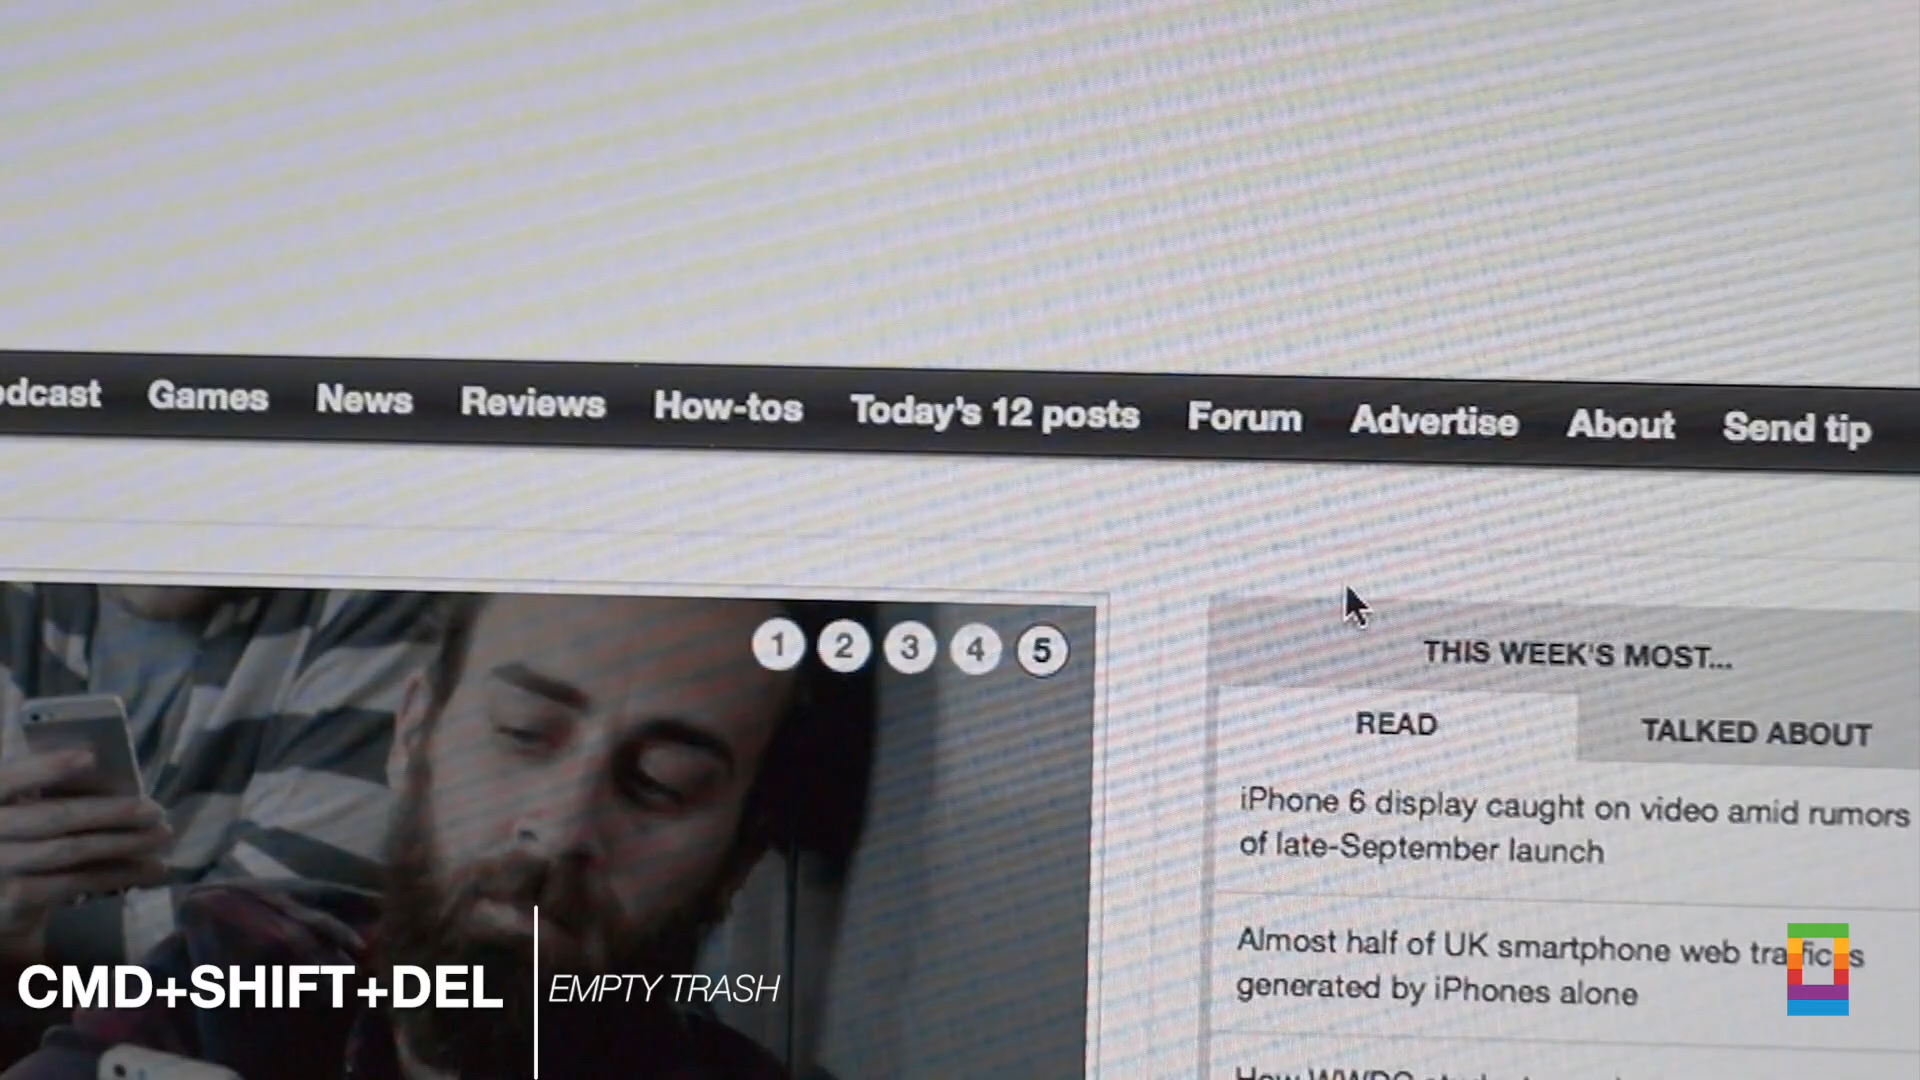 Games News Reviews How-tos Today's 12 posts Forum Advertise About Send tip
1 2 3 4 5
THIS WEEK'S MOST...
READ TALKED ABOUT
iPhone 6 display caught on video amid rumors
of late-September launch
Almost half of UK smartphone web
generated by iPhones alone
CMD+SHIFT+DEL EMPTY TRASH